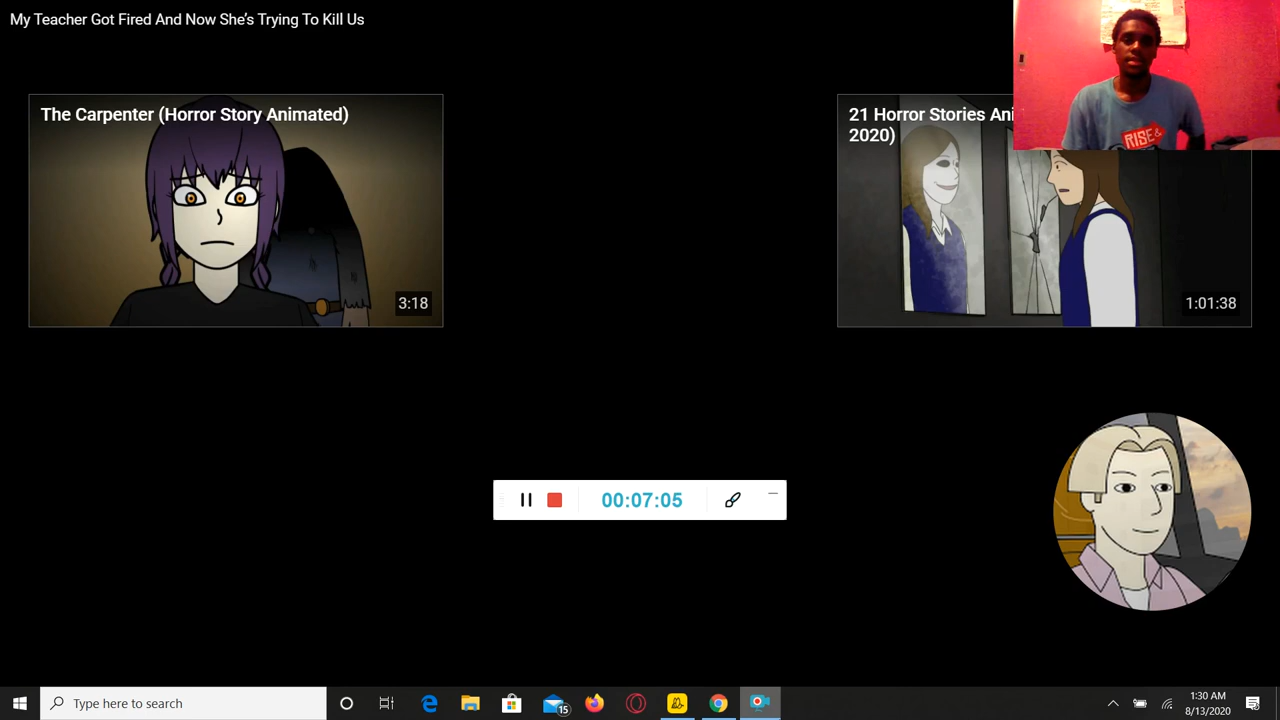 My Teacher Got Fired And Now She's Trying To Kill Us
The Carpenter (Horror Story Animated)
3:18
21 Horror Stories Ani
2020)
1:01:38
RISE &
00:07:05
Type here to search
15
1:30 AM
8/13/2020